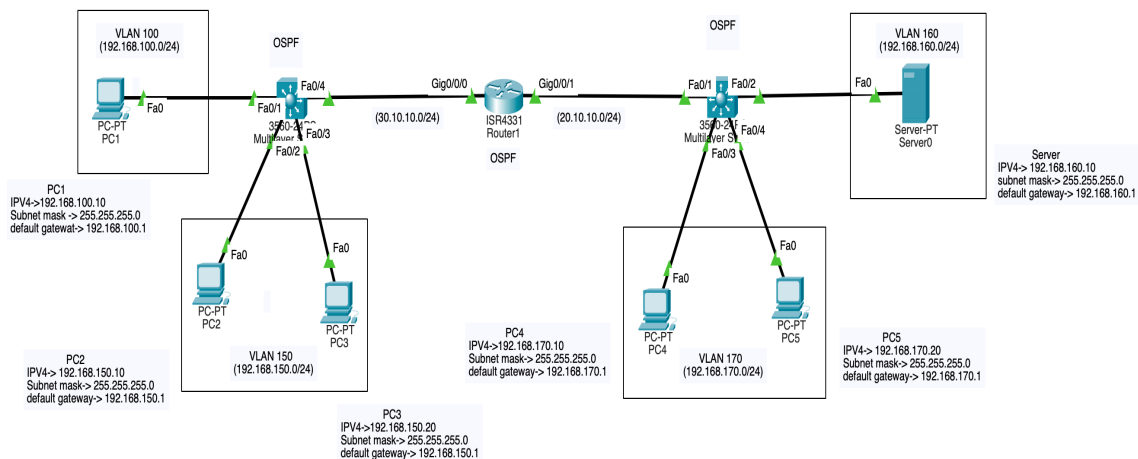 VLAN 100
(192.168.100.0/24)
OSPF
OSPF
VLAN 160
(192.168.160.0/24)
Fa0
PC-PT
PC1
Fa0/1
Fa0/4
Fa0/3
Fa0/2
Multilayer
Gig0/0/0
Gig0/0/1
(30.10.10.0/24)
ISR4331
Router1
OSPF
(20.10.10.0/24)
Fa0/1
Fa0/2
Fa0/4
Fa0/3
Multilayer
Fa0
Server-PT
Server0
PC1
IPV4->192.168.100.10
Subnet mask -> 255.255.255.0
default gatewat-> 192.168.100.1
Server
IPV4-> 192.168.160.10
subnet mask -> 255.255.255.0
default gateway-> 192.168.160.1
Fa0
PC-PT
PC2
Fa0
PC-PT
PC3
VLAN 150
(192.168.150.0/24)
Fa0
PC-PT
PC4
Fa0
PC-PT
PC5
VLAN 170
(192.168.170.0/24)
PC2
IPV4-> 192.168.150.10
Subnet mask-> 255.255.255.0
default gateway-> 192.168.150.1
PC3
IPV4->192.168.150.20
Subnet mask-> 255.255.255.0
default gateway-> 192.168.150.1
PC4
IPV4->192.168.170.10
Subnet mask-> 255.255.255.0
default gateway-> 192.168.170.1
PC5
IPV4-> 192.168.170.20
Subnet mask-> 255.255.255.0
default gateway-> 192.168.170.1